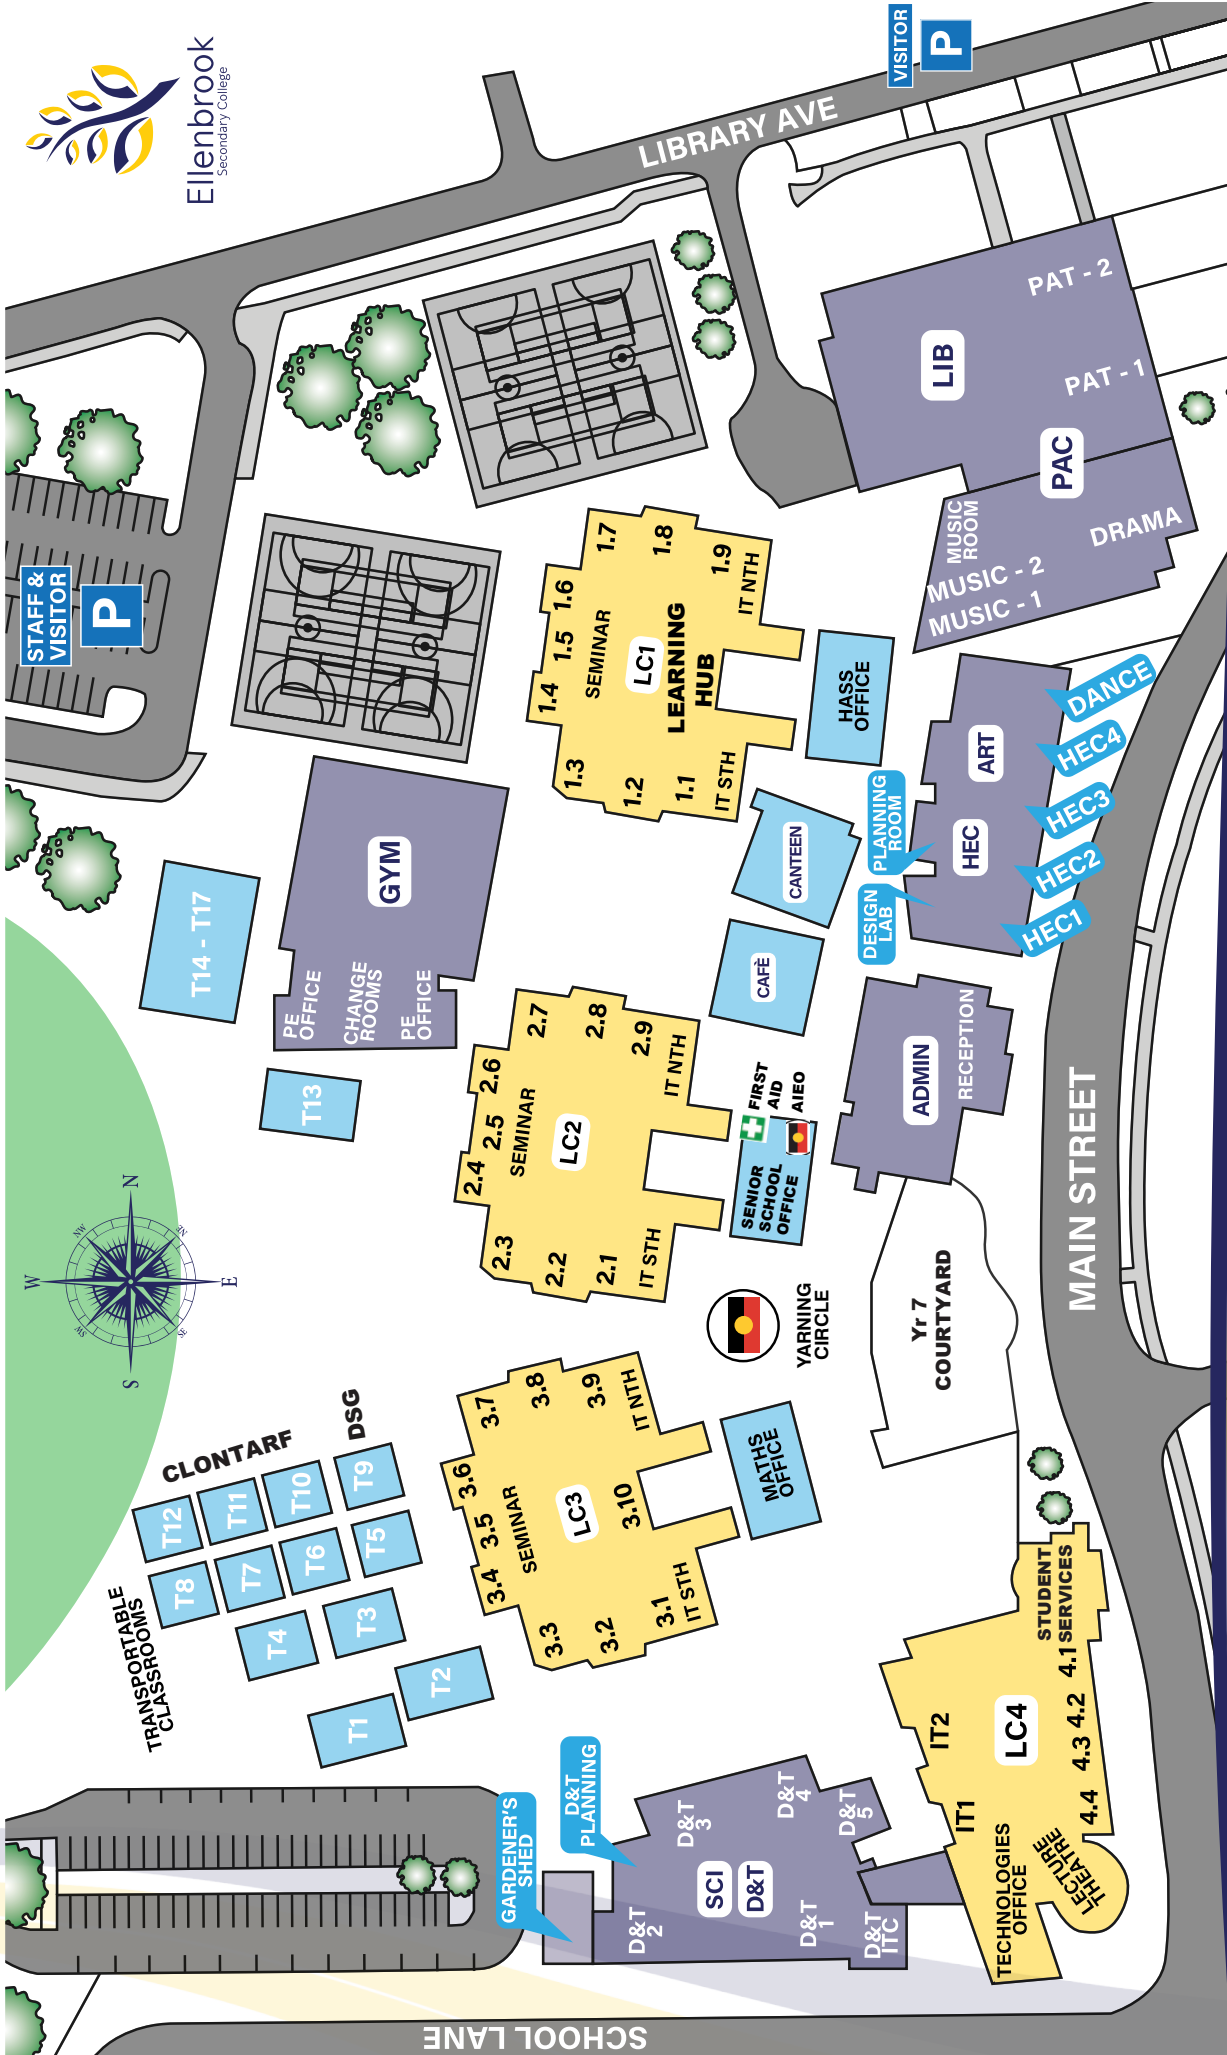 Ellenbrook
Secondary College
VISITOR
P
LIBRARY AVE
STAFF &
VISITOR
P
LIB
PAT - 2
PAT - 1
PAC
MUSIC
ROOM
DRAMA
MUSIC - 2
MUSIC - 1
1.7
1.8
1.9
IT NTH
1.6
1.5
1.4
SEMINAR
LC1
LEARNING
HUB
1.3
1.2
1.1
IT STH
HASS
OFFICE
ART
HEC
DANCE
HEC4
HEC3
HEC2
HEC1
PLANNING
ROOM
DESIGN
LAB
CANTEEN
CAFÈ
GYM
PE
OFFICE
CHANGE
ROOMS
PE
OFFICE
T14 - T17
T13
2.7
2.8
2.9
IT NTH
2.6
2.5
2.4
SEMINAR
LC2
2.3
2.2
2.1
IT STH
FIRST
AID
AIEO
SENIOR
SCHOOL
OFFICE
ADMIN
RECEPTION
MAIN STREET
N
NE
E
SE
S
SW
W
NW
YARNING
CIRCLE
Yr 7
COURTYARD
CLONTARF
DSG
T12
T11
T10
T9
T8
T7
T6
T5
T4
T3
T2
T1
TRANSPORTABLE
CLASSROOMS
3.7
3.8
3.9
IT NTH
3.6
3.5
3.4
SEMINAR
LC3
3.10
3.3
3.2
3.1
IT STH
MATHS
OFFICE
STUDENT
SERVICES
4.1
4.2
4.3
4.4
LC4
IT2
IT1
TECHNOLOGIES
OFFICE
LECTURE
THEATRE
D&T
PLANNING
GARDENER'S
SHED
D&T
3
D&T
4
D&T
5
SCI
D&T
D&T
2
D&T
1
D&T
ITC
SCHOOL LANE